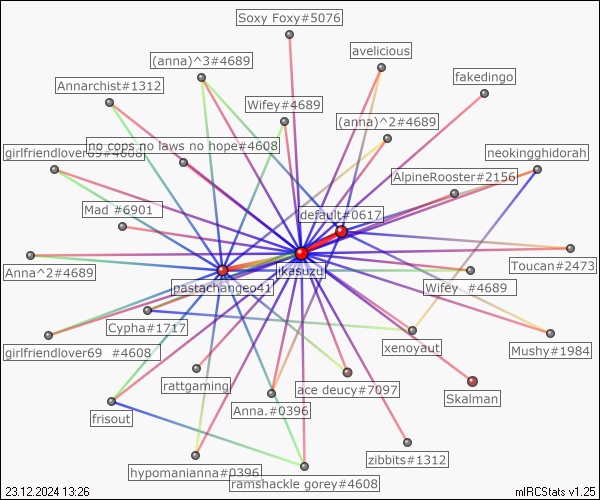 Soxy Foxy#5076
avelicious
(anna)^3#4689
fakedingo
Annarchist#1312
Wifey#4689
(anna)^2#4689
no cops no laws no hope#4608
girlfriendlover69#4608
neokingghidorah
AlpineRooster#2156
Mad #6901
default#0617
Toucan#2473
Anna^2#4689
ikasuzu
pastachangeo41
Wifey_#4689
Cypha#1717
girlfriendlover69_ #4608
xenoyaut
Mushy#1984
rattgaming
ace deucy#7097
Skalman
frisout
Anna.#0396
zibbits#1312
hypomanianna#0396
ramshackle gorey#4608
23.12.2024 13:26
mIRCStats v1.25